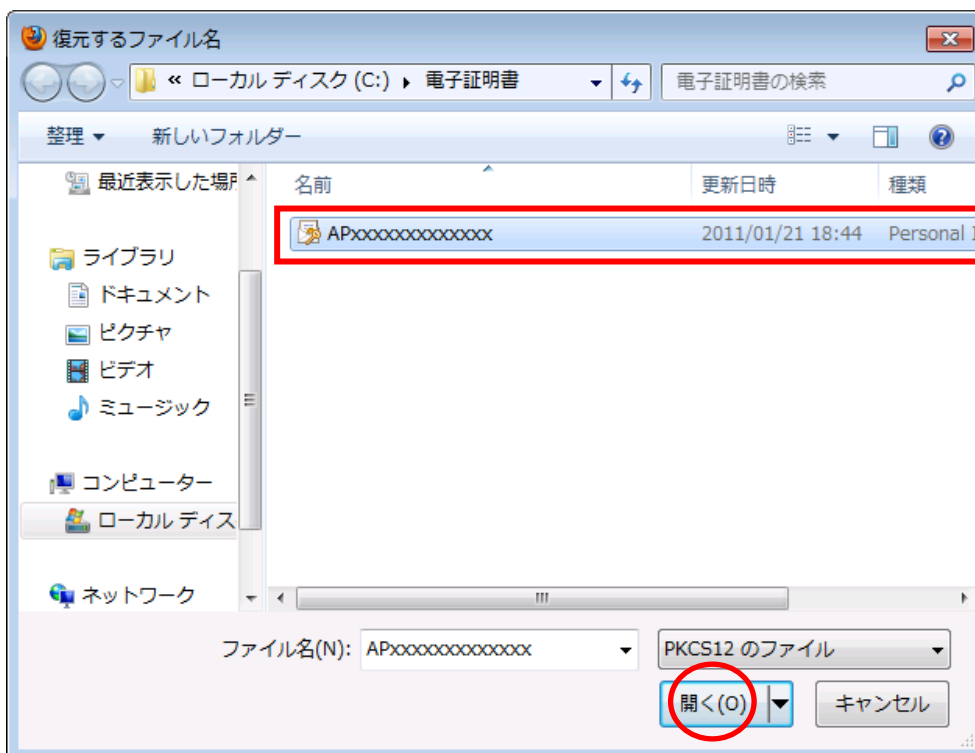 復元するファイル名
« ローカル ディスク (C:) ▸ 電子証明書
電子証明書の検索
整理 ▼ 新しいフォルダー
最近表示した場所
名前 更新日時 種類
APxxxxxxxxxxxxx 2011/01/21 18:44 Personal I
ライブラリ
ドキュメント
ピクチャ
ビデオ
ミュージック
コンピューター
ローカル ディス
ネットワーク
ファイル名(N): APxxxxxxxxxxxxx PKCS12 のファイル
開く(O) キャンセル